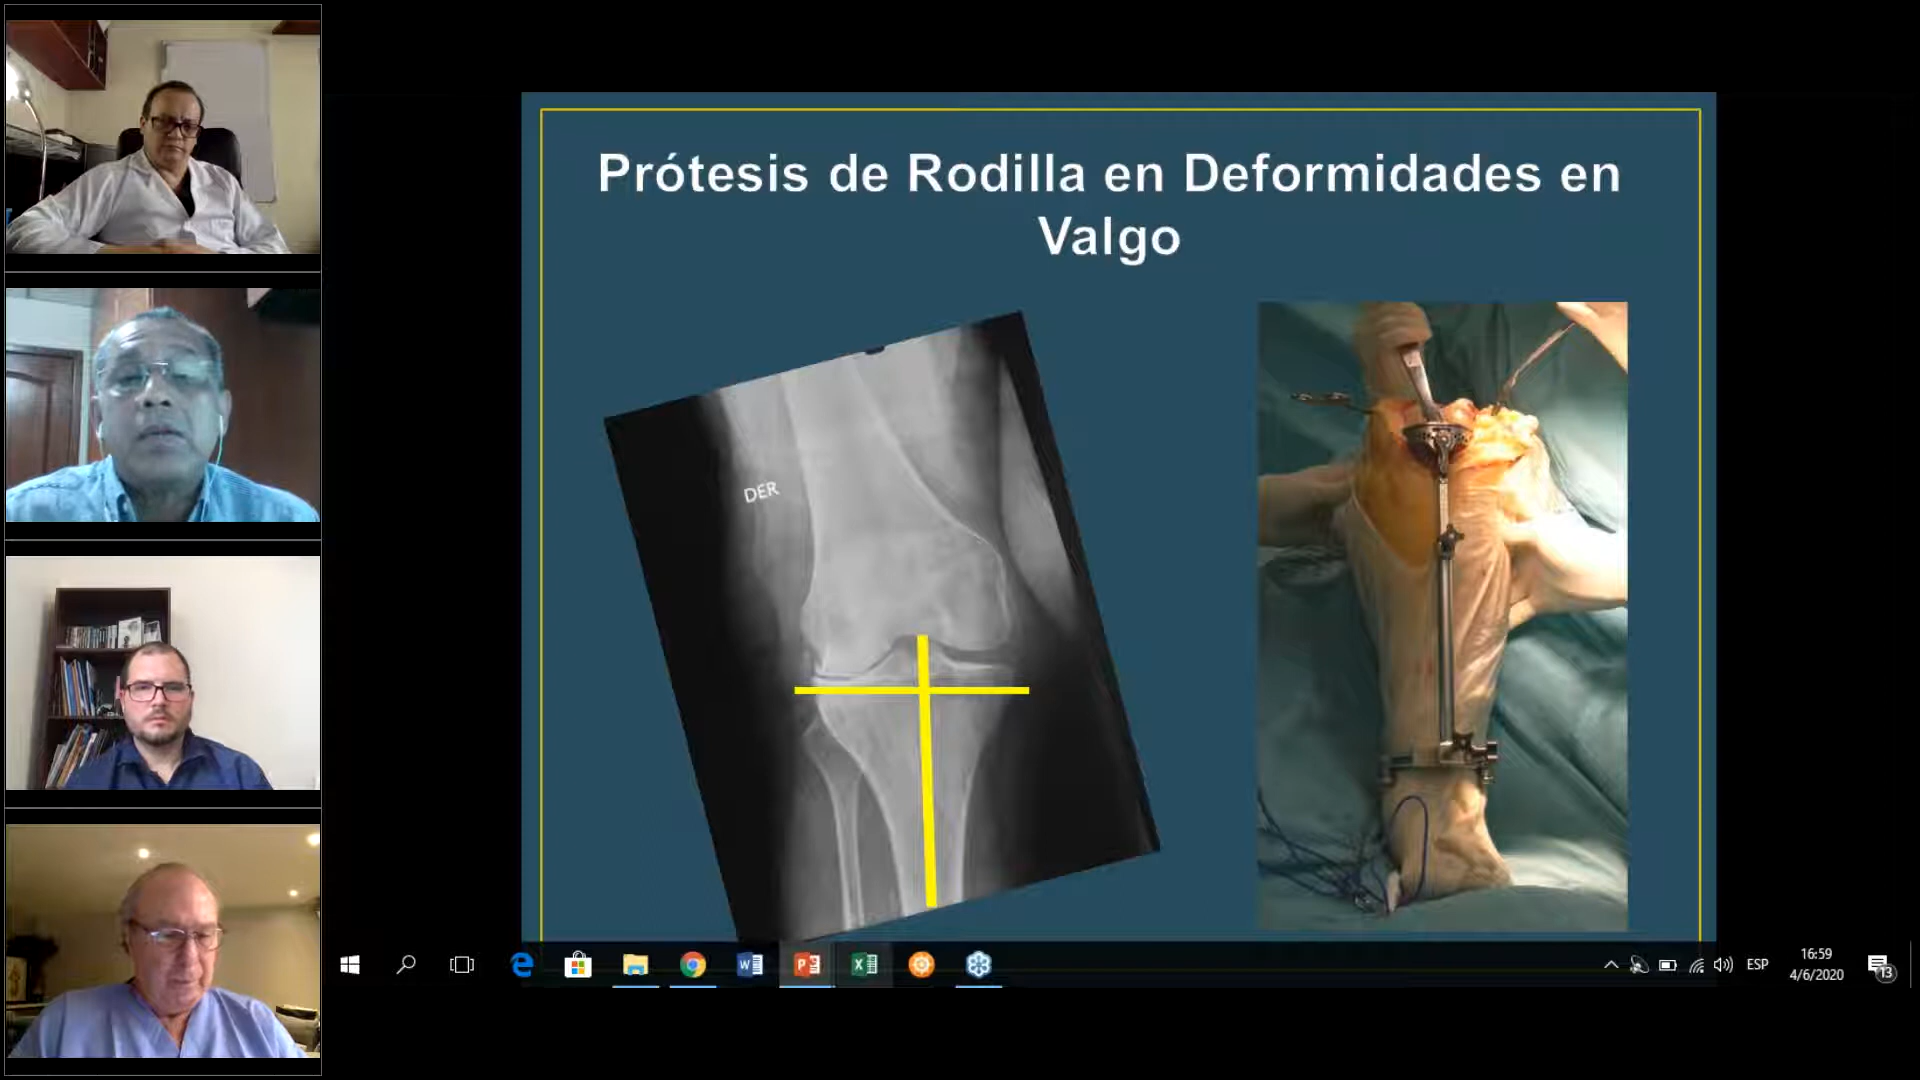 Prótesis de Rodilla en Deformidades en
Valgo
DER
ESP
16:59
4/6/2020
13